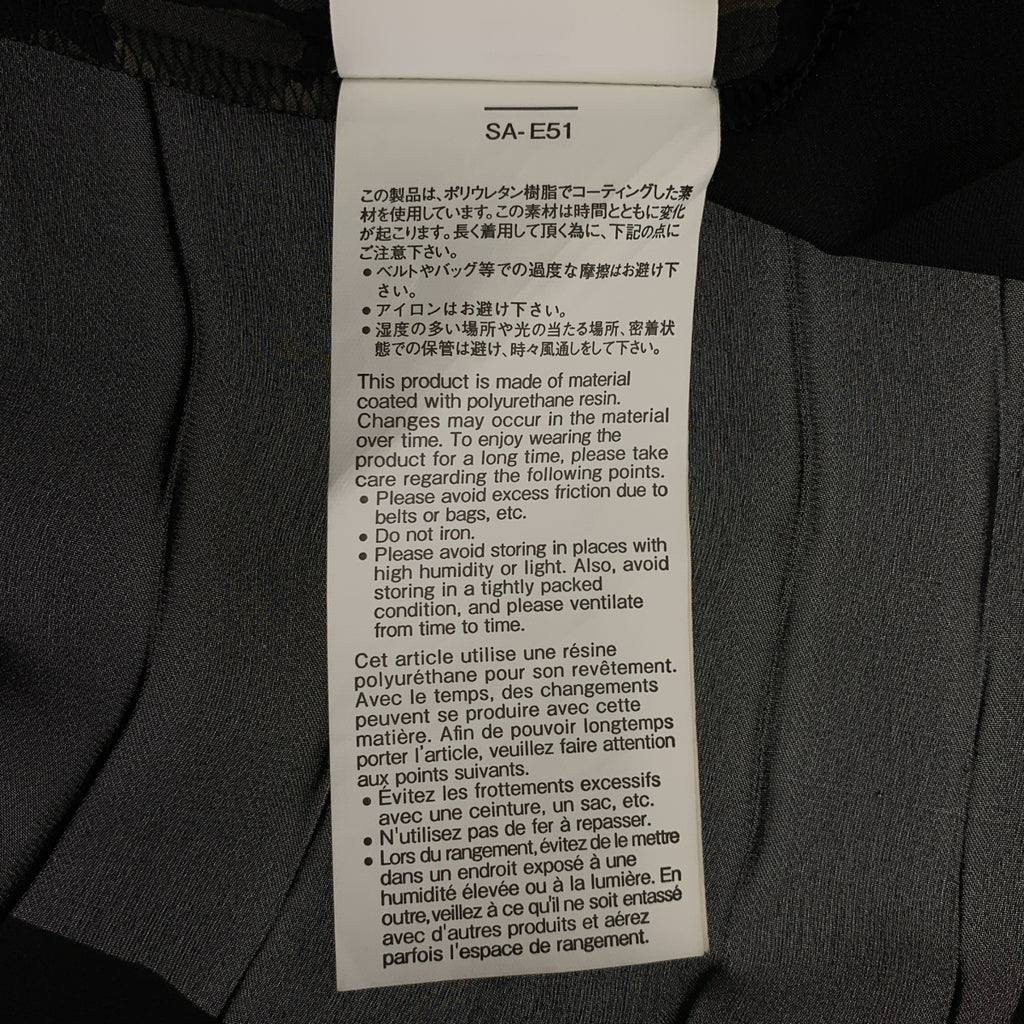 SA-E51
この製品は、ポリウレタン樹脂でコーティングした素
材を使用しています。この素材は時間とともに変化
が起こります。長く着用して頂く為に、下記の点に
ご注意下さい。
●ベルトやバッグ等での過度な摩擦はお避け下
さい。
●アイロンはお避け下さい。
●湿度の多い場所や光の当たる場所、密着状
態での保管は避け、時々風通しをして下さい。
This product is made of material
coated with polyurethane resin.
Changes may occur in the material
over time. To enjoy wearing the
product for a long time, please take
care regarding the following points.
● Please avoid excess friction due to
belts or bags, etc.
● Do not iron.
● Please avoid storing in places with
high humidity or light. Also, avoid
storing in a tightly packed
condition, and please ventilate
from time to time.
Cet article utilise une résine
polyuréthane pour son revêtement.
Avec le temps, des changements
peuvent se produire avec cette
matière. Afin de pouvoir longtemps
porter l'article, veuillez faire attention
aux points suivants.
● Évitez les frottements excessifs
avec une ceinture, un sac, etc.
● N'utilisez pas de fer à repasser.
● Lors du rangement, évitez de le mettre
dans un endroit exposé à une
humidité élevée ou à la lumière. En
outre, veillez à ce qu'il ne soit entassé
avec d'autres produits et aérez
parfois l'espace de rangement.